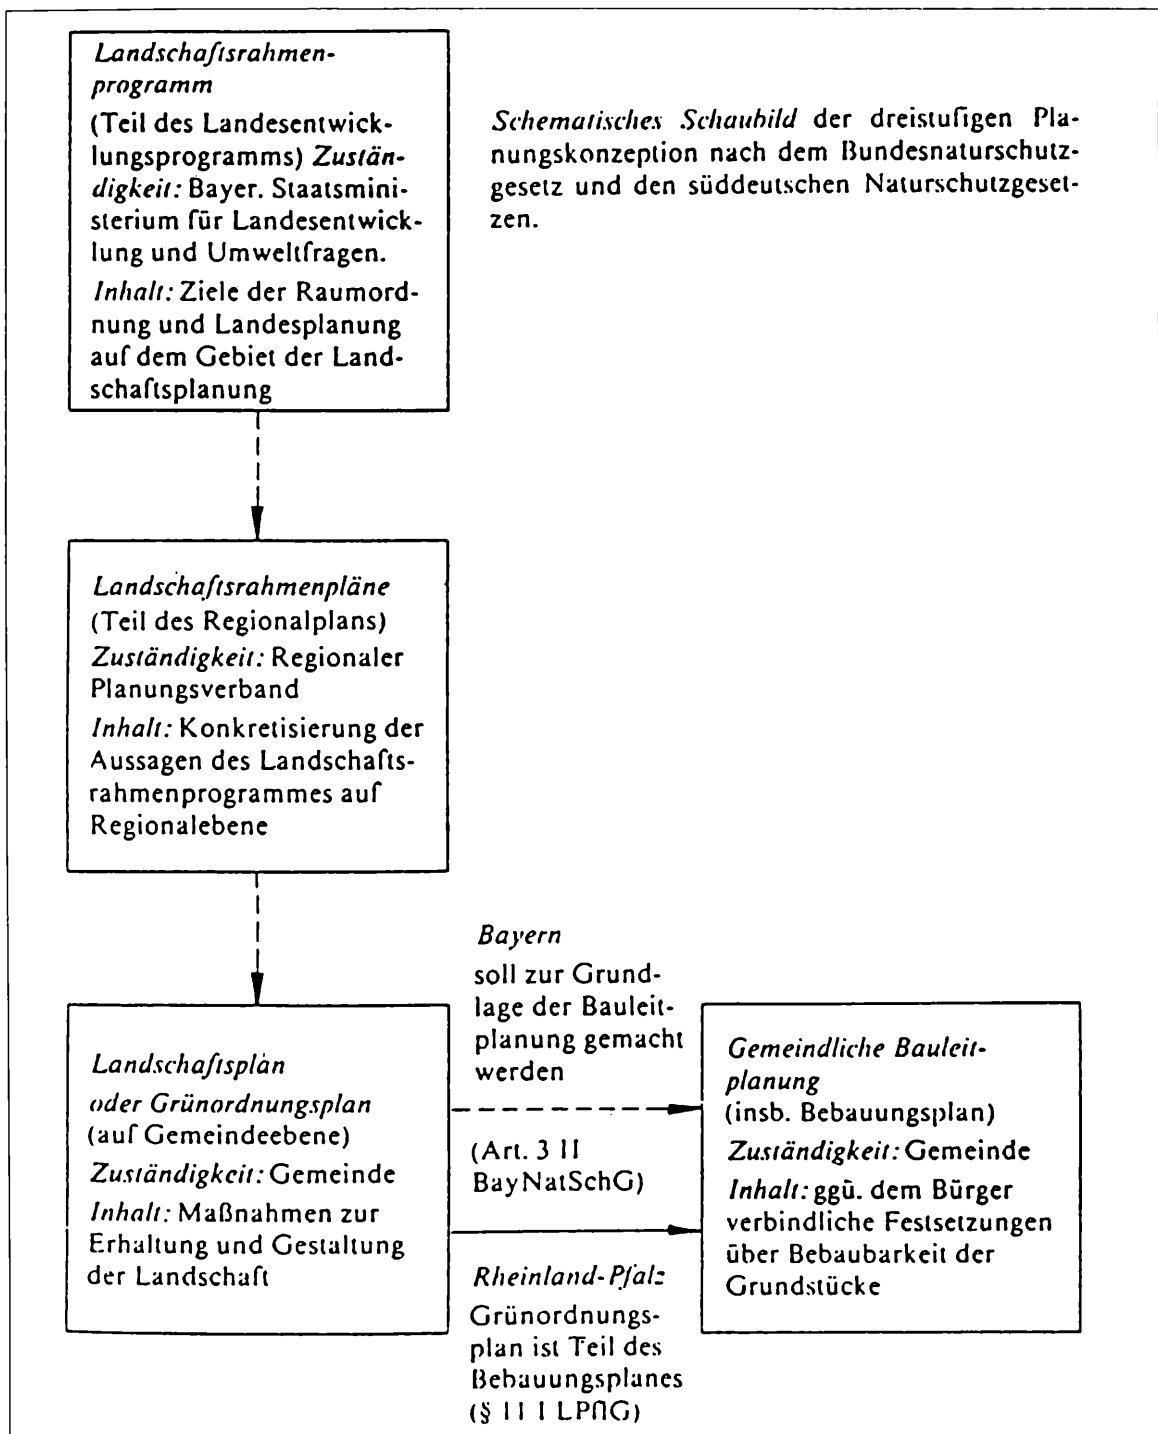 Landschaftsrahmen-
programm
(Teil des Landesentwick-
lungsprogramms) Zustän-
digkeit: Bayer. Staatsmini-
sterium für Landesentwick-
lung und Umweltfragen.
Inhalt: Ziele der Raumord-
nung und Landesplanung
auf dem Gebiet der Land-
schaftsplanung
Schematisches Schaubild der dreistufigen Pla-
nungskonzeption nach dem Bundesnaturschutz-
gesetz und den süddeutschen Naturschutzgeset-
zen.
Landschaftsrahmenpläne
(Teil des Regionalplans)
Zuständigkeit: Regionaler
Planungsverband
Inhalt: Konkretisierung der
Aussagen des Landschafts-
rahmenprogrammes auf
Regionalebene
Landschaftsplan
oder Grünordnungsplan
(auf Gemeindeebene)
Zuständigkeit: Gemeinde
Inhalt: Maßnahmen zur
Erhaltung und Gestaltung
der Landschaft
Bayern
soll zur Grund-
lage der Bauleit-
planung gemacht
werden
(Art. 3 II
BayNatSchG)
Rheinland-Pfalz
Grünordnungs-
plan ist Teil des
Bebauungsplanes
(§ 11 I LPflG)
Gemeindliche Bauleit-
planung
(insb. Bebauungsplan)
Zuständigkeit: Gemeinde
Inhalt: ggü. dem Bürger
verbindliche Festsetzungen
über Bebaubarkeit der
Grundstücke